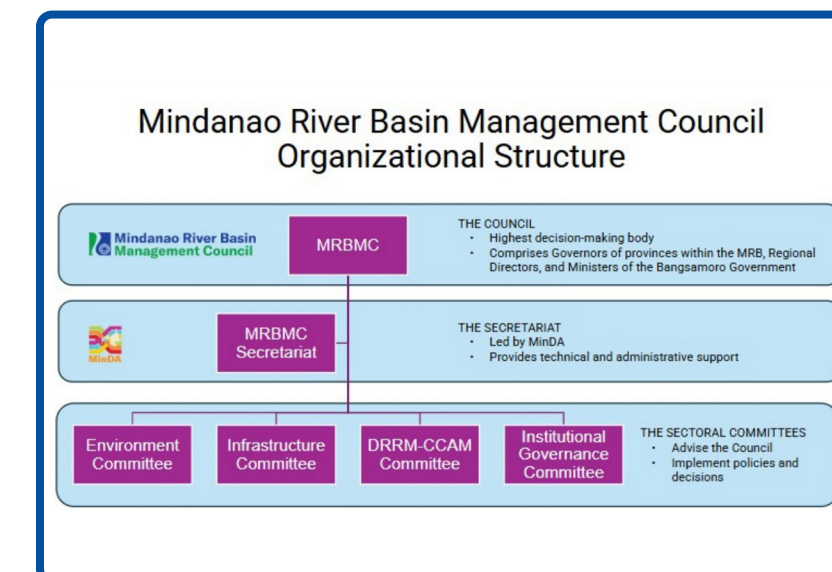 Mindanao River Basin Management Council
Organizational Structure
Mindanao River Basin
Management Council
MRBMC
THE COUNCIL
· Highest decision-making body
· Comprises Governors of provinces within the MRB, Regional
Directors, and Ministers of the Bangsamoro Government
MinDA
MRBMC
Secretariat
THE SECRETARIAT
· Led by MinDA
· Provides technical and administrative support
Environment
Committee
Infrastructure
Committee
DRRM-CCAM
Committee
Institutional
Governance
Committee
THE SECTORAL COMMITTEES
· Advise the Council
· Implement policies and
decisions